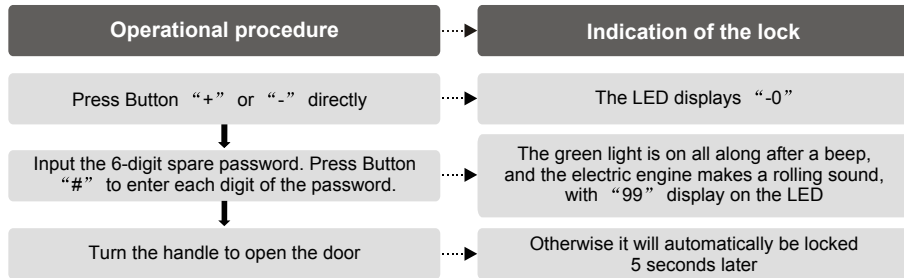 Operational procedure
Indication of the lock
Press Button “+” or “-” directly
The LED displays “-0”
Input the 6-digit spare password. Press Button
“#” to enter each digit of the password.
The green light is on all along after a beep,
and the electric engine makes a rolling sound,
with “99” display on the LED
Turn the handle to open the door
Otherwise it will automatically be locked
5 seconds later